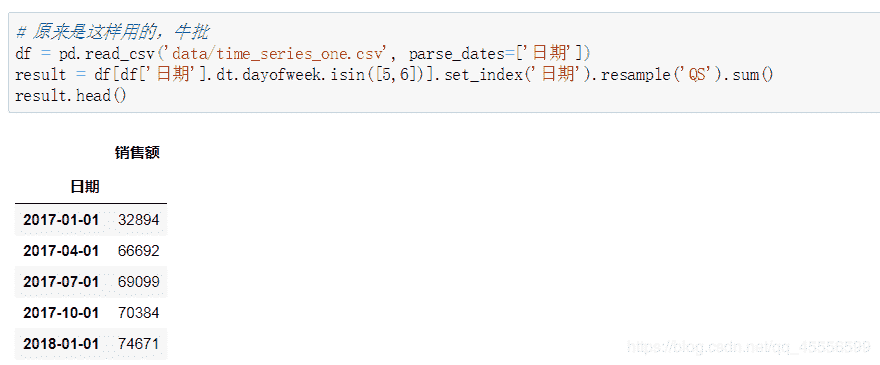 # 原来是这样用的，牛批
df = pd.read_csv('data/time_series_one.csv', parse_dates=['日期'])
result = df[df['日期'].dt.dayofweek.isin([5,6])].set_index('日期').resample('QS').sum()
result.head()
销售额
日期
2017-01-01 32894
2017-04-01 66692
2017-07-01 69099
2017-10-01 70384
2018-01-01 74671
https://blog.csdn.net/qq_45556599